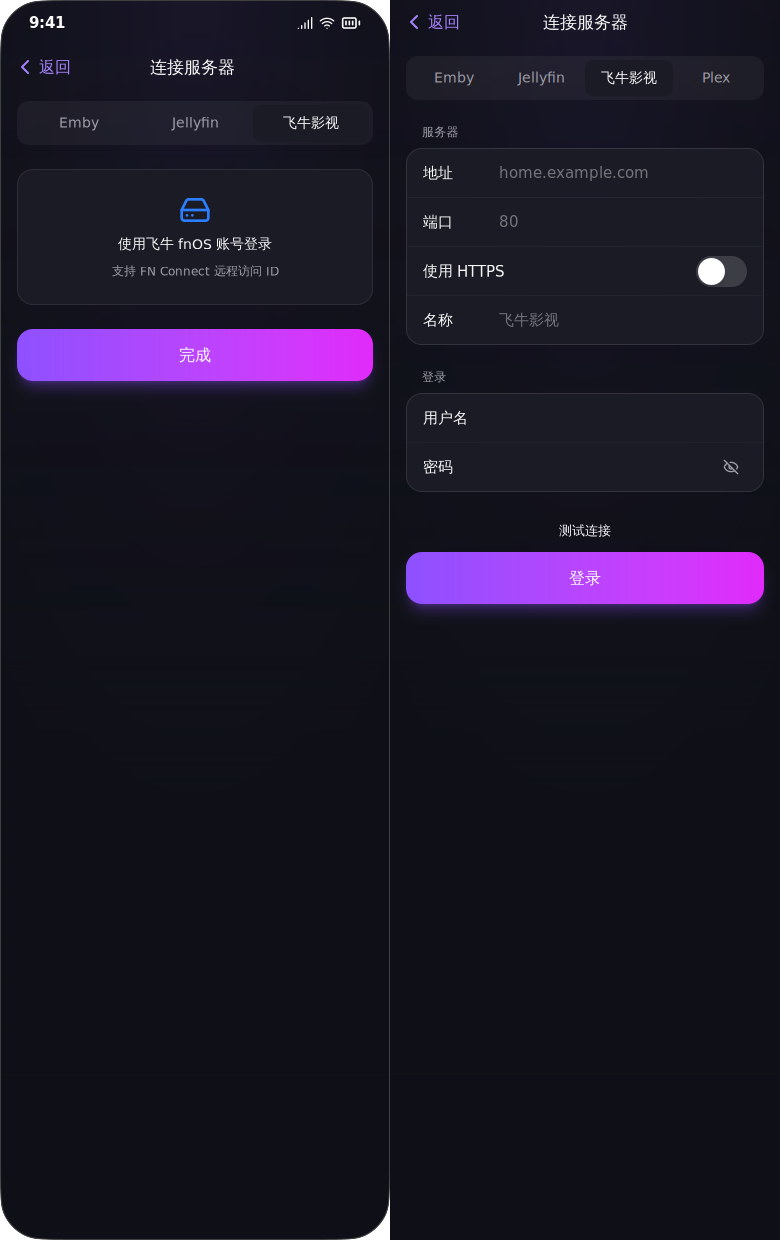 9:41
返回
连接服务器
Emby
Jellyfin
飞牛影视
使用飞牛 fnOS 账号登录
支持 FN Connect 远程访问 ID
完成
返回
连接服务器
Emby
Jellyfin
飞牛影视
Plex
服务器
地址 home.example.com
端口 80
使用 HTTPS
名称 飞牛影视
登录
用户名
密码
测试连接
登录